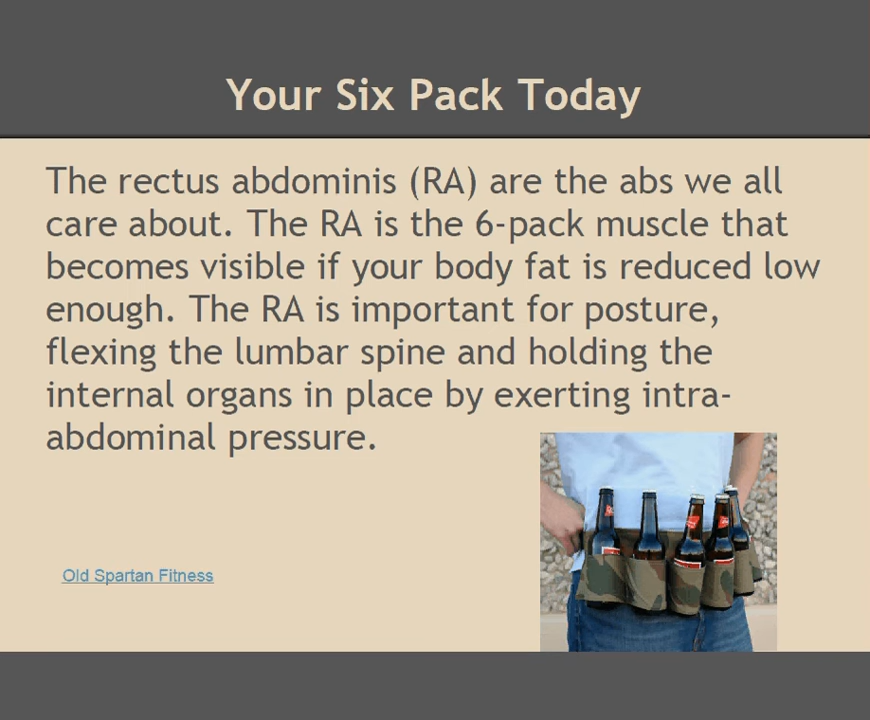 Your Six Pack Today
The rectus abdominis (RA) are the abs we all
care about. The RA is the 6-pack muscle that
becomes visible if your body fat is reduced low
enough. The RA is important for posture,
flexing the lumbar spine and holding the
internal organs in place by exerting intra-
abdominal pressure.
Old Spartan Fitness